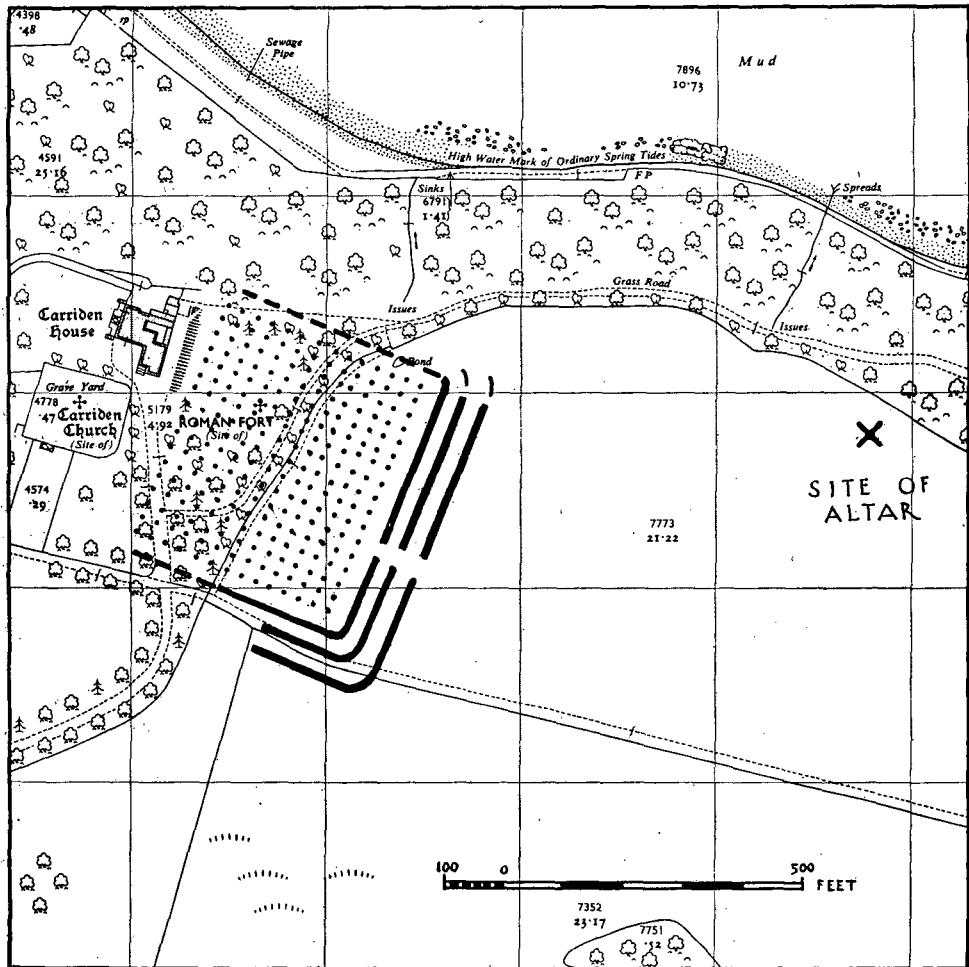 4398
·48
Sewage
Pipe
Mud
7896
10·73
4591
25·16
High Water Mark of Ordinary Spring Tides
F P
Sinks
6791
1·41
Spreads
Grass Road
Issues
Issues
Carriden
House
Pond
Grave Yard
4778
·47
Carriden
Church
(Site of)
5179
4·92
ROMAN FORT
(Site of)
4574
·29
SITE OF
ALTAR
7773
21·22
100 0 500 FEET
7352
23·17
7751
·52